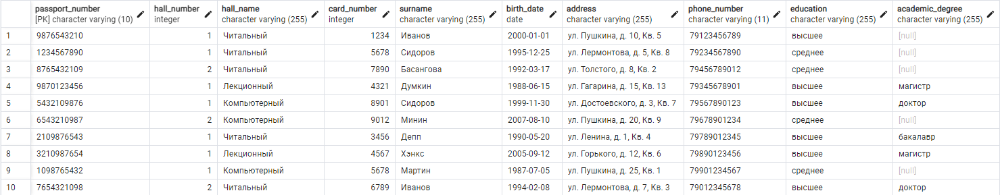 passport_number hall_number hall_name card_number surname birth_date address phone_number education academic_degree
[PK] character varying (10) integer character varying (255) integer character varying (255) date character varying (255) character varying (11) character varying (255) character varying (255)
1 9876543210 1 Читальный 1234 Иванов 2000-01-01 ул. Пушкина, д. 10, Кв. 5 79123456789 высшее [null]
2 1234567890 1 Читальный 5678 Сидоров 1995-12-25 ул. Лермонтова, д. 5, Кв. 8 79234567890 среднее [null]
3 8765432109 2 Читальный 7890 Басангова 1992-03-17 ул. Толстого, д. 8, Кв. 2 79456789012 среднее [null]
4 9870123456 1 Лекционный 4321 Думкин 1988-06-15 ул. Гагарина, д. 15, Кв. 13 79345678901 высшее магистр
5 5432109876 1 Компьютерный 8901 Сидоров 1999-11-30 ул. Достоевского, д. 3, Кв. 7 79567890123 высшее доктор
6 6543210987 2 Компьютерный 9012 Минин 2007-08-10 ул. Пушкина, д. 20, Кв. 9 79678901234 среднее [null]
7 2109876543 1 Читальный 3456 Депп 1990-05-20 ул. Ленина, д. 1, Кв. 4 79789012345 высшее бакалавр
8 3210987654 1 Лекционный 4567 Хэнкс 2005-09-12 ул. Горького, д. 12, Кв. 6 79890123456 высшее магистр
9 1098765432 1 Компьютерный 5678 Мартин 1987-07-05 ул. Пушкина, д. 25, Кв. 1 79901234567 среднее [null]
10 7654321098 2 Читальный 6789 Иванов 1994-02-08 ул. Лермонтова, д. 7, Кв. 3 79012345678 высшее доктор